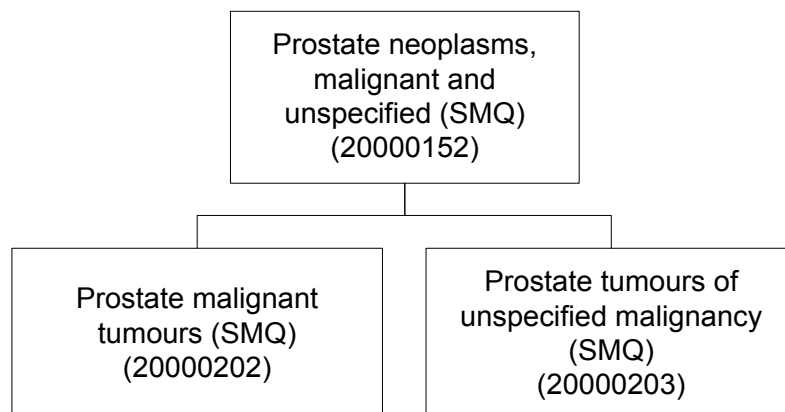 Prostate neoplasms,
malignant and
unspecified (SMQ)
(20000152)
Prostate malignant
tumours (SMQ)
(20000202)
Prostate tumours of
unspecified malignancy
(SMQ)
(20000203)